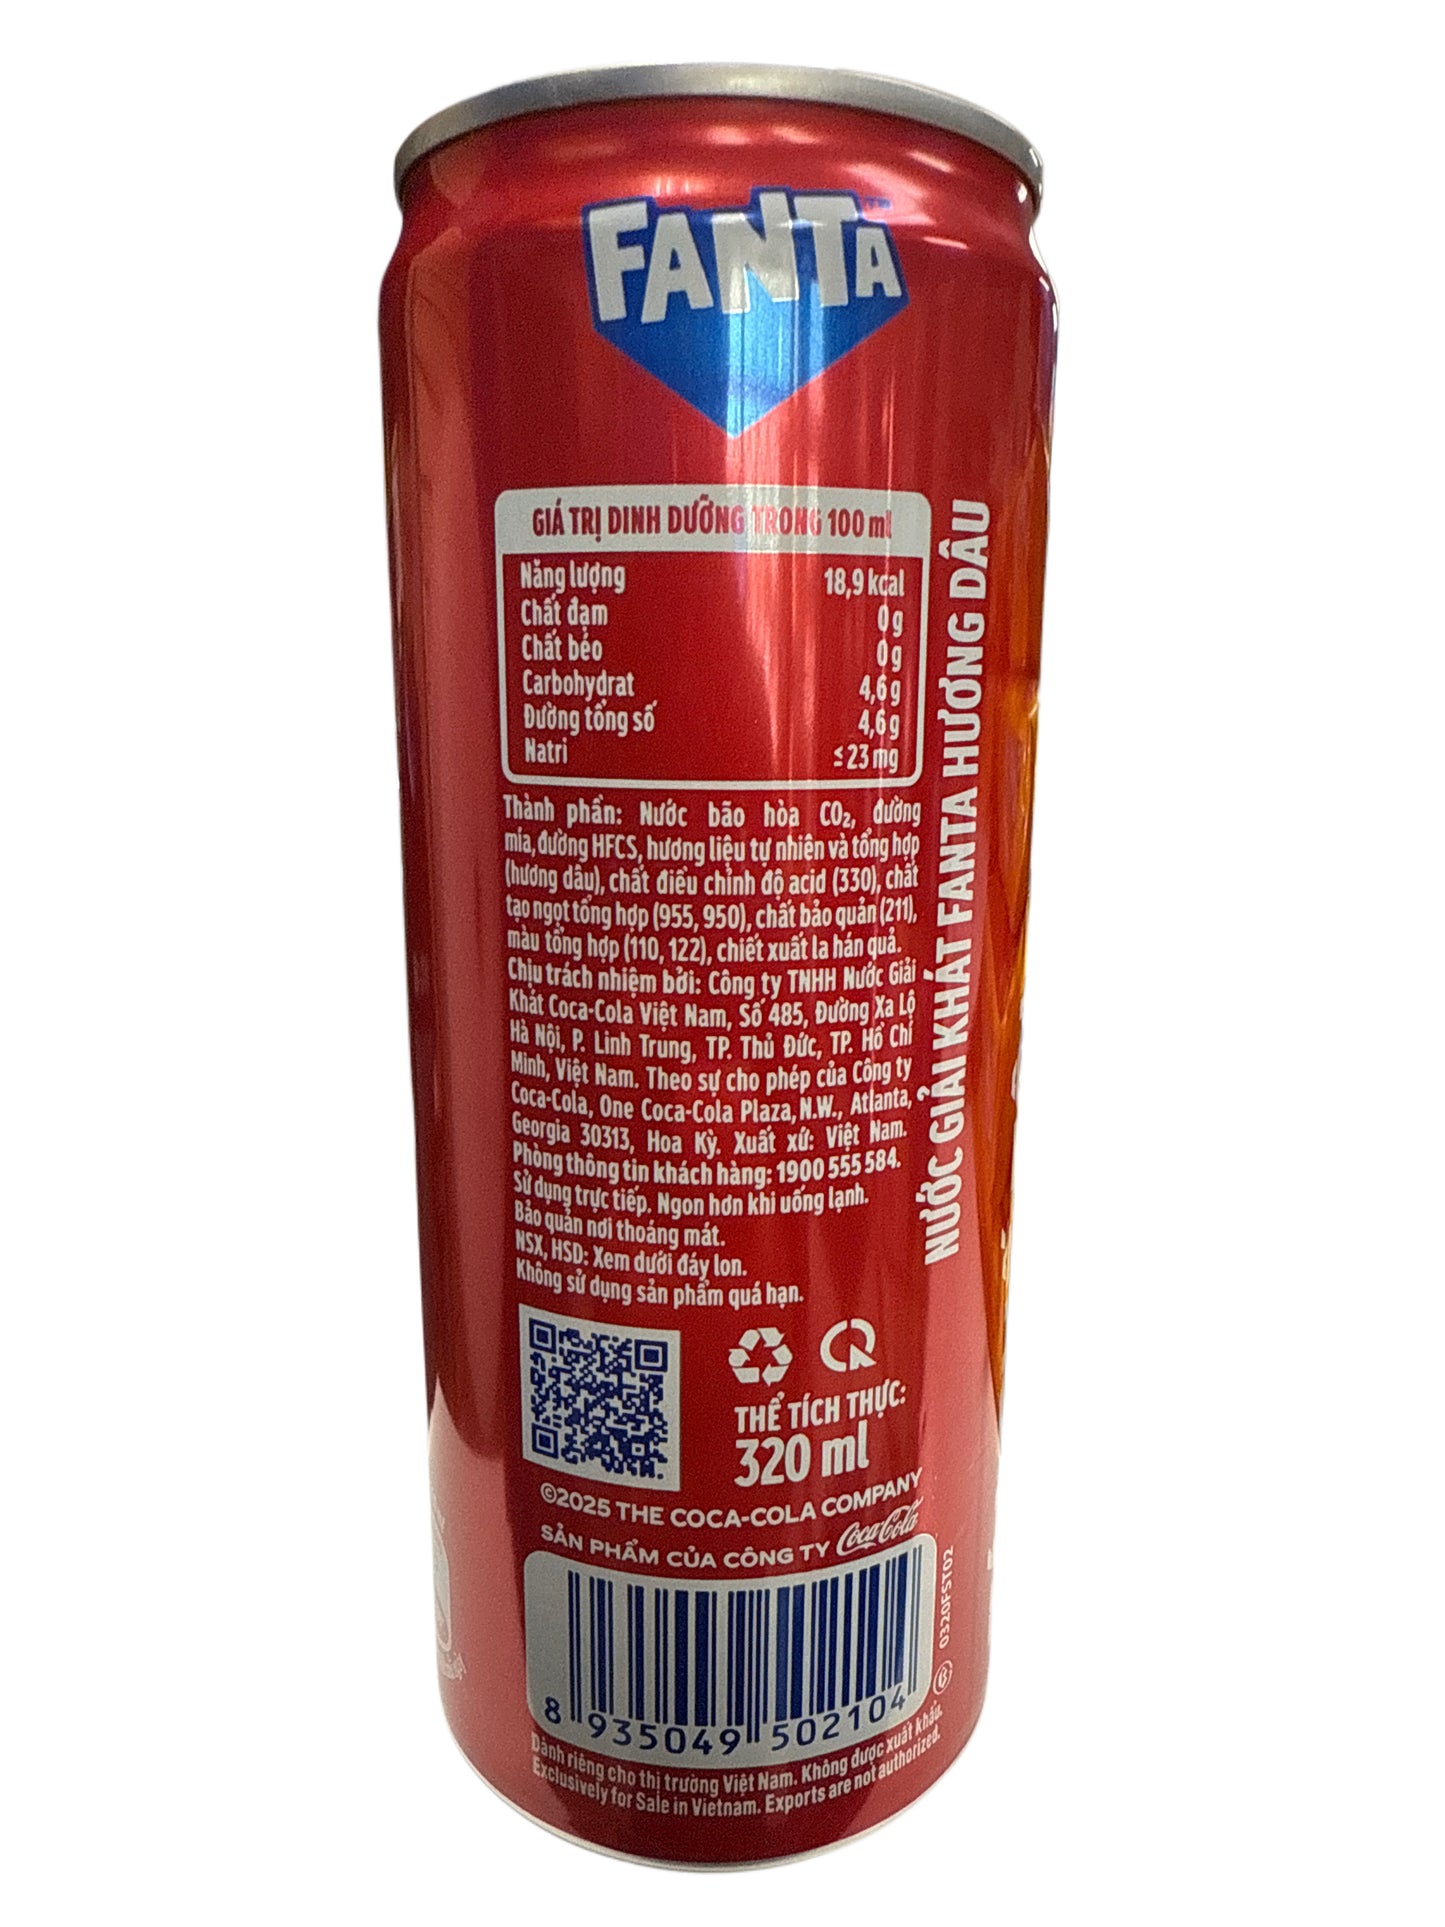 FANTA™
GIÁ TRỊ DINH DƯỠNG TRONG 100 ml
Năng lượng 18,9 kcal
Chất đạm 0 g
Chất béo 0 g
Carbohydrat 4,6 g
Đường tổng số 4,6 g
Natri ≤ 23 mg
Thành phần: Nước bão hòa CO₂, đường
mía, đường HFCS, hương liệu tự nhiên và tổng hợp
(hương dâu), chất điều chỉnh độ acid (330), chất
tạo ngọt tổng hợp (955, 950), chất bảo quản (211),
màu tổng hợp (110, 122), chiết xuất la hán quả.
Chịu trách nhiệm bởi: Công ty TNHH Nước Giải
Khát Coca-Cola Việt Nam, Số 485, Đường Xa Lộ
Hà Nội, P. Linh Trung, TP. Thủ Đức, TP. Hồ Chí
Minh, Việt Nam. Theo sự cho phép của Công ty
Coca-Cola, One Coca-Cola Plaza, N.W., Atlanta,
Georgia 30313, Hoa Kỳ. Xuất xứ: Việt Nam.
Phòng thông tin khách hàng: 1900 555 584.
Sử dụng trực tiếp. Ngon hơn khi uống lạnh.
Bảo quản nơi thoáng mát.
NSX, HSD: Xem dưới đáy lon.
Không sử dụng sản phẩm quá hạn.
NƯỚC GIẢI KHÁT FANTA HƯƠNG DÂU
THỂ TÍCH THỰC:
320 ml
©2025 THE COCA-COLA COMPANY
SẢN PHẨM CỦA CÔNG TY Coca-Cola
0320FST02
8 935049 502104
Dành riêng cho thị trường Việt Nam. Không được xuất khẩu.
Exclusively for Sale in Vietnam. Exports are not authorized.